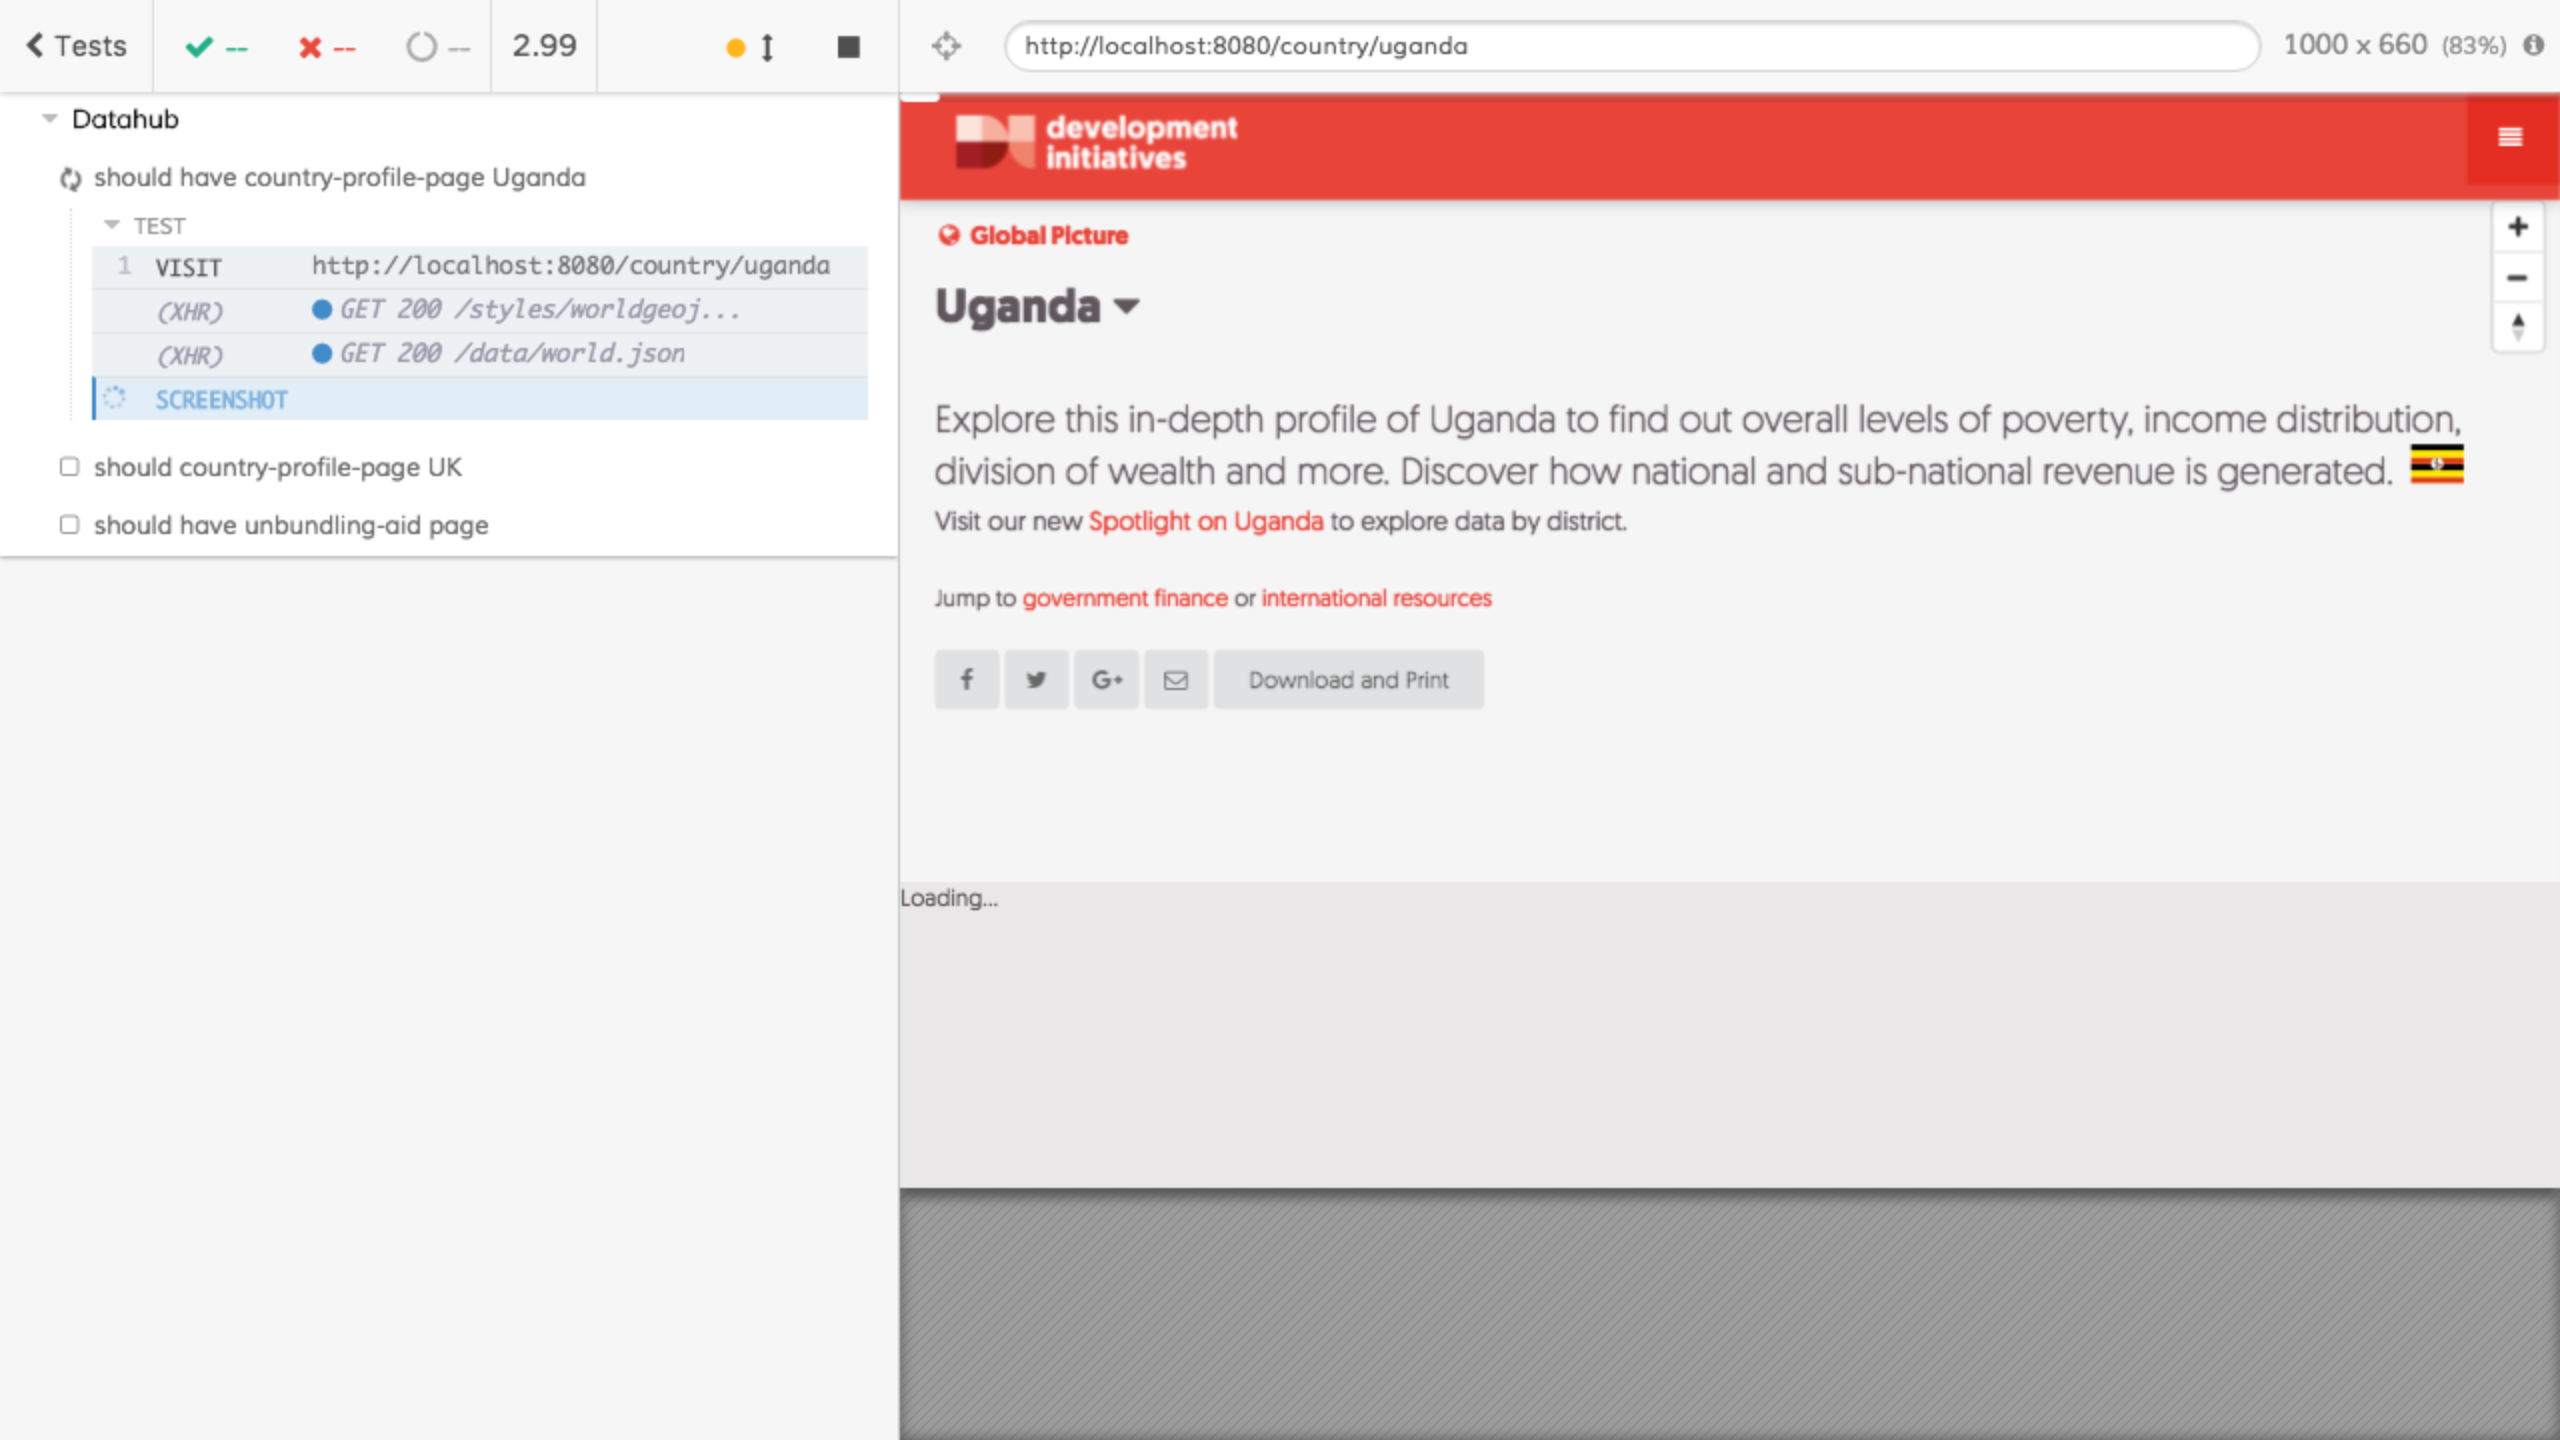 Tests -- -- -- 2.99
http://localhost:8080/country/uganda 1000 x 660 (83%)
Datahub
should have country-profile-page Uganda
TEST
1 VISIT http://localhost:8080/country/uganda
(XHR) GET 200 /styles/worldgeoj...
(XHR) GET 200 /data/world.json
SCREENSHOT
should country-profile-page UK
should have unbundling-aid page
development
initiatives
Global Picture
Uganda
Explore this in-depth profile of Uganda to find out overall levels of poverty, income distribution,
division of wealth and more. Discover how national and sub-national revenue is generated.
Visit our new Spotlight on Uganda to explore data by district.
Jump to government finance or international resources
f G+ Download and Print
Loading...